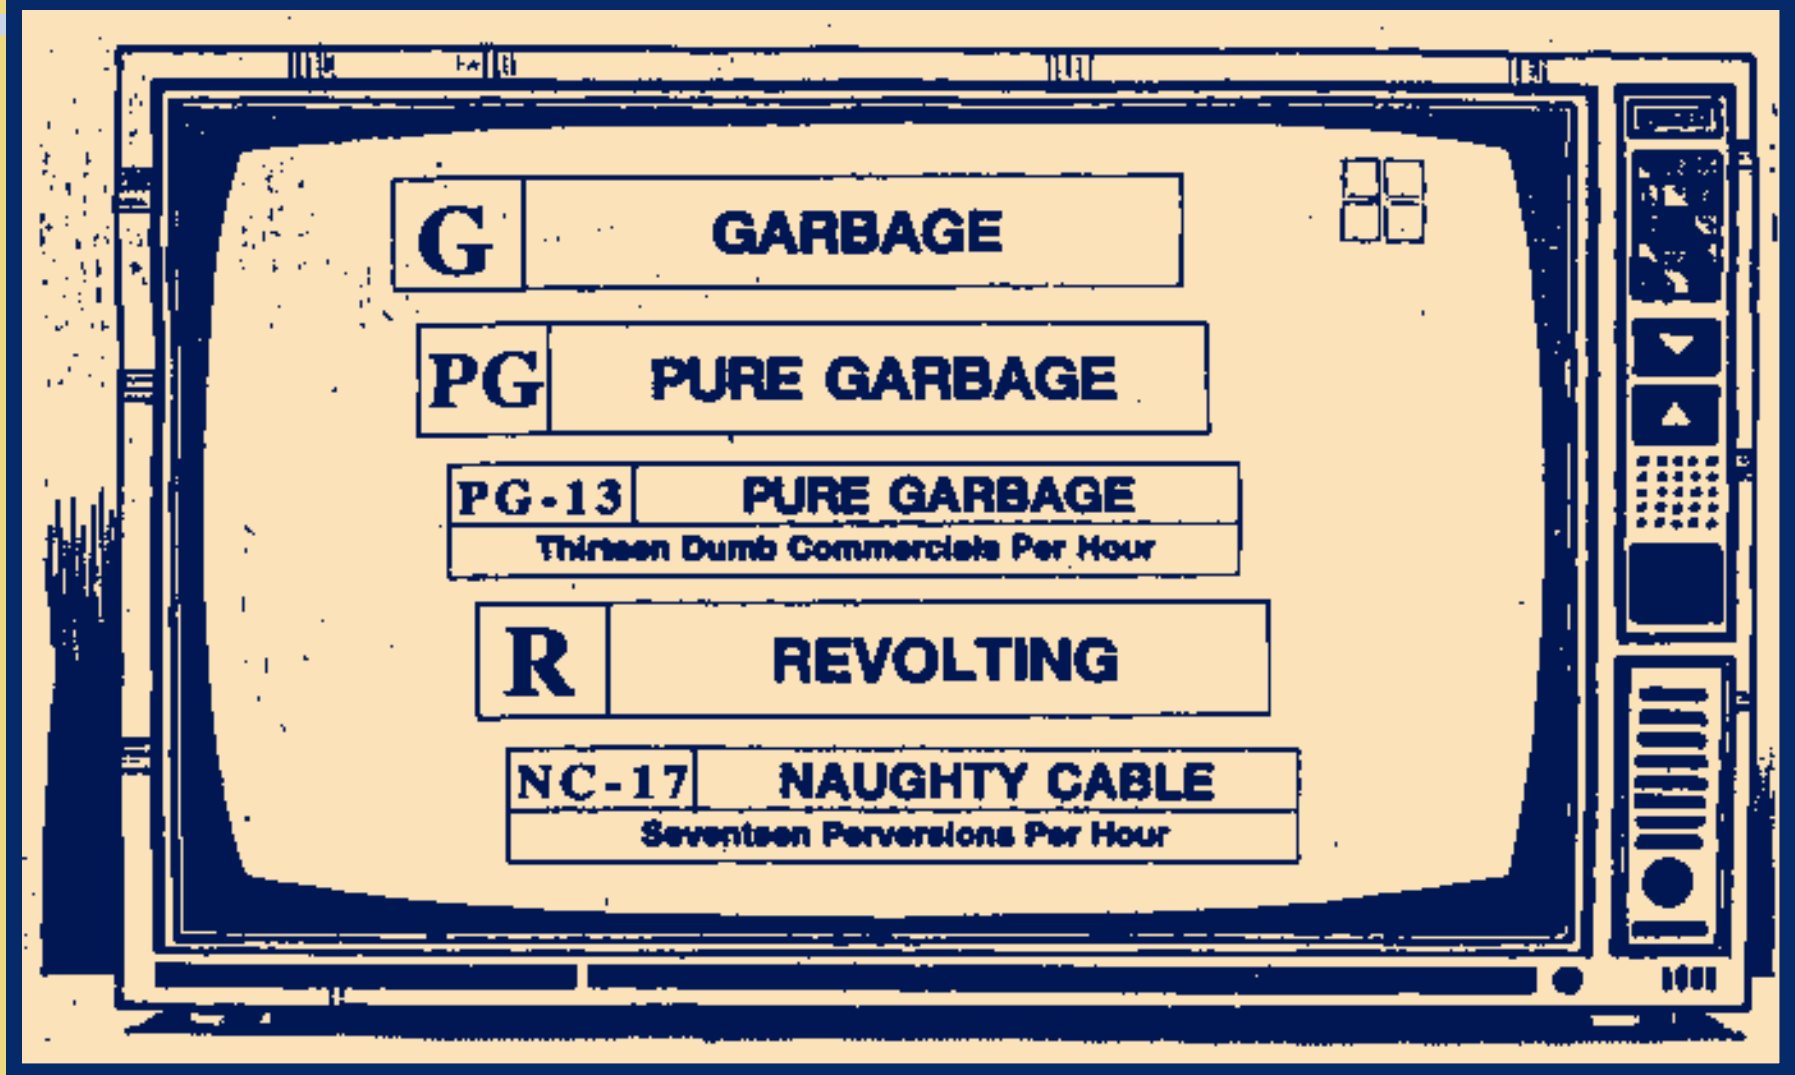 G GARBAGE
PG PURE GARBAGE
PG-13 PURE GARBAGE
Thirteen Dumb Commercials Per Hour
R REVOLTING
NC-17 NAUGHTY CABLE
Seventeen Perversions Per Hour